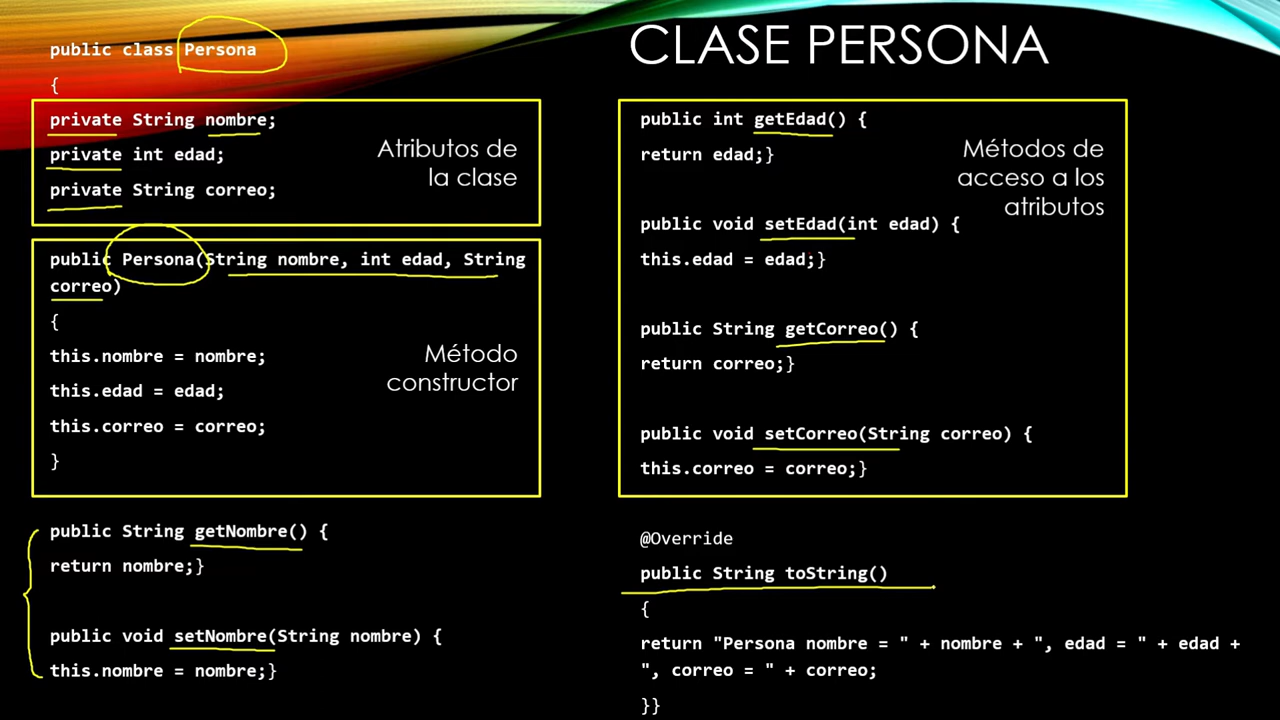 CLASE PERSONA
public class Persona
{
private String nombre;
private int edad;
private String correo;
Atributos de
la clase
public Persona(String nombre, int edad, String
correo)
{
this.nombre = nombre;
this.edad = edad;
this.correo = correo;
}
Método
constructor
public String getNombre() {
return nombre;}
public void setNombre(String nombre) {
this.nombre = nombre;}
public int getEdad() {
return edad;}
public void setEdad(int edad) {
this.edad = edad;}
public String getCorreo() {
return correo;}
public void setCorreo(String correo) {
this.correo = correo;}
Métodos de
acceso a los
atributos
@Override
public String toString()
{
return "Persona nombre = " + nombre + ", edad = " + edad +
", correo = " + correo;
}}